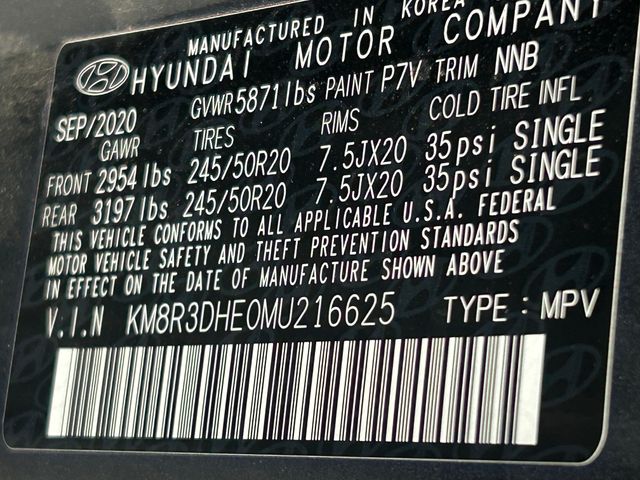 MANUFACTURED IN KOREA
HYUNDAI MOTOR COMPANY
SEP/2020 GVWR 5871lbs PAINT P7V TRIM NNB
GAWR TIRES RIMS COLD TIRE INFL
FRONT 2954lbs 245/50R20 7.5JX20 35psi SINGLE
REAR 3197lbs 245/50R20 7.5JX20 35psi SINGLE
THIS VEHICLE CONFORMS TO ALL APPLICABLE U.S.A. FEDERAL
MOTOR VEHICLE SAFETY AND THEFT PREVENTION STANDARDS
IN EFFECT ON THE DATE OF MANUFACTURE SHOWN ABOVE
V.I.N KM8R3DHE0MU216625 TYPE : MPV